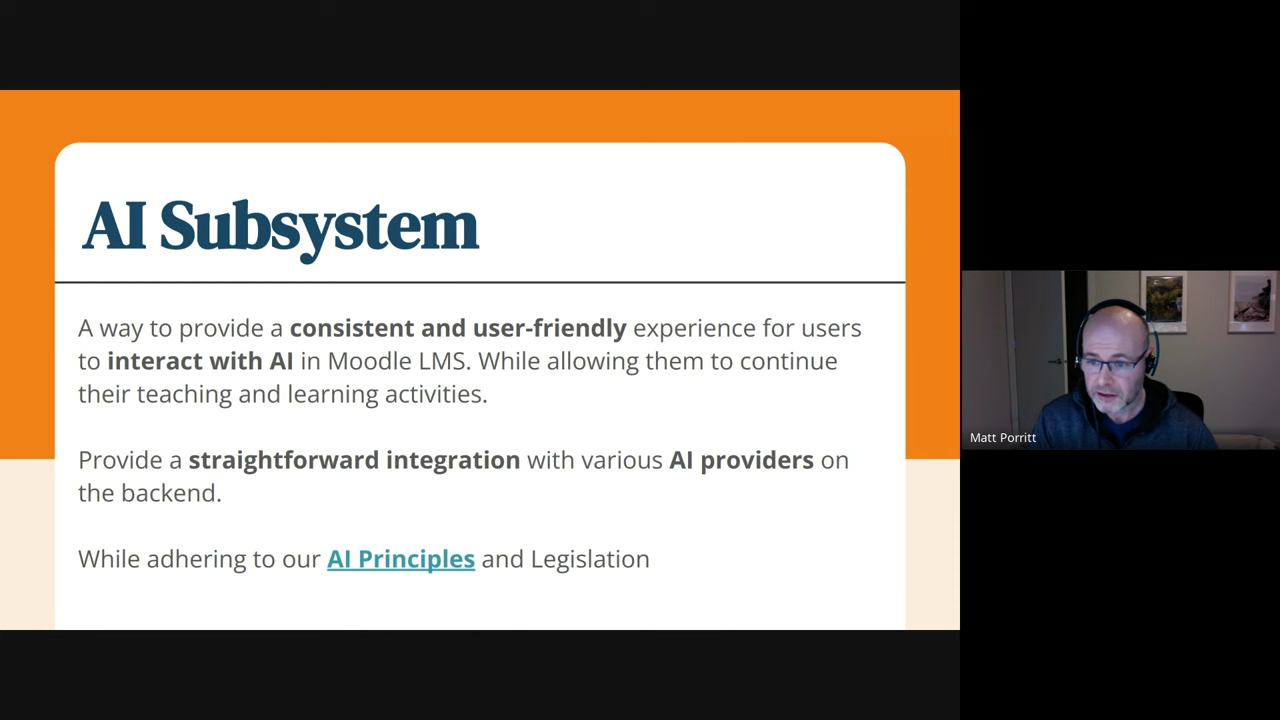 AI Subsystem
A way to provide a consistent and user-friendly experience for users
to interact with AI in Moodle LMS. While allowing them to continue
their teaching and learning activities.
Provide a straightforward integration with various AI providers on
the backend.
While adhering to our AI Principles and Legislation
Matt Porritt